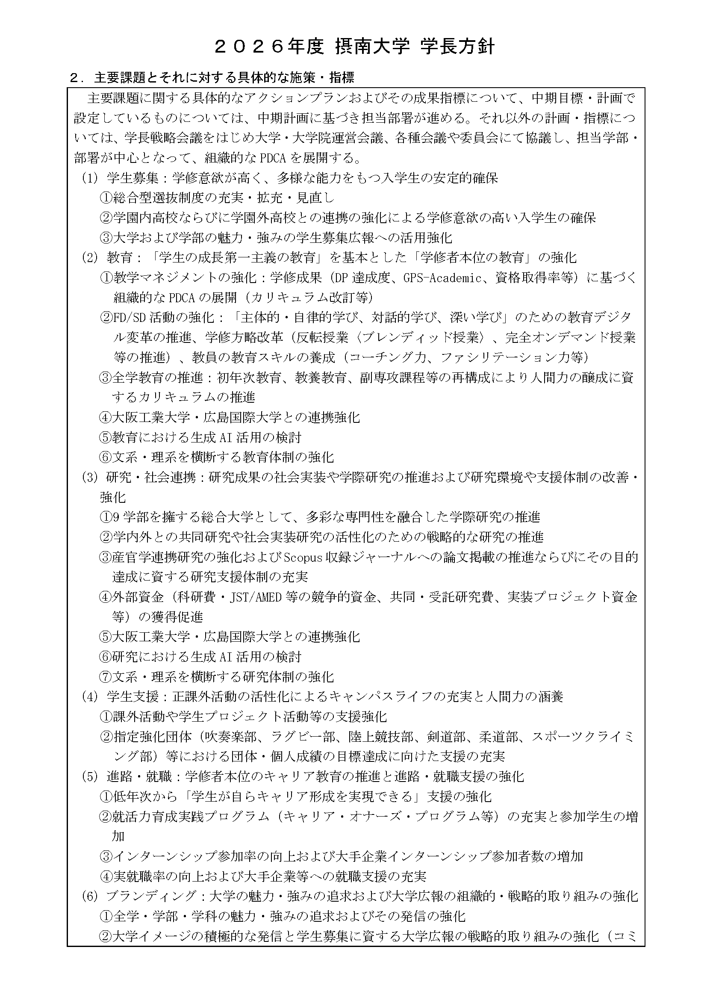 ２０２６年度 摂南大学 学長方針
２．主要課題とそれに対する具体的な施策・指標
主要課題に関する具体的なアクションプランおよびその成果指標について、中期目標・計画で
設定しているものについては、中期計画に基づき担当部署が進める。それ以外の計画・指標につ
いては、学長戦略会議をはじめ大学・大学院運営会議、各種会議や委員会にて協議し、担当学部・
部署が中心となって、組織的な PDCA を展開する。
（1）学生募集：学修意欲が高く、多様な能力をもつ入学生の安定的確保
①総合型選抜制度の充実・拡充・見直し
②学園内高校ならびに学園外高校との連携の強化による学修意欲の高い入学生の確保
③大学および学部の魅力・強みの学生募集広報への活用強化
（2）教育：「学生の成長第一主義の教育」を基本とした「学修者本位の教育」の強化
①教学マネジメントの強化：学修成果（DP 達成度、GPS-Academic、資格取得率等）に基づく
組織的な PDCA の展開（カリキュラム改訂等）
②FD/SD 活動の強化：「主体的・自律的学び、対話的学び、深い学び」のための教育デジタ
ル変革の推進、学修方略改革（反転授業〈ブレンディッド授業〉、完全オンデマンド授業
等の推進）、教員の教育スキルの養成（コーチング力、ファシリテーション力等）
③全学教育の推進：初年次教育、教養教育、副専攻課程等の再構成により人間力の醸成に資
するカリキュラムの推進
④大阪工業大学・広島国際大学との連携強化
⑤教育における生成 AI 活用の検討
⑥文系・理系を横断する教育体制の強化
（3）研究・社会連携：研究成果の社会実装や学際研究の推進および研究環境や支援体制の改善・
強化
①9 学部を擁する総合大学として、多彩な専門性を融合した学際研究の推進
②学内外との共同研究や社会実装研究の活性化のための戦略的な研究の推進
③産官学連携研究の強化および Scopus 収録ジャーナルへの論文掲載の推進ならびにその目的
達成に資する研究支援体制の充実
④外部資金（科研費・JST/AMED 等の競争的資金、共同・受託研究費、実装プロジェクト資金
等）の獲得促進
⑤大阪工業大学・広島国際大学との連携強化
⑥研究における生成 AI 活用の検討
⑦文系・理系を横断する研究体制の強化
（4）学生支援：正課外活動の活性化によるキャンパスライフの充実と人間力の涵養
①課外活動や学生プロジェクト活動等の支援強化
②指定強化団体（吹奏楽部、ラグビー部、陸上競技部、剣道部、柔道部、スポーツクライミ
ング部）等における団体・個人成績の目標達成に向けた支援の充実
（5）進路・就職：学修者本位のキャリア教育の推進と進路・就職支援の強化
①低年次から「学生が自らキャリア形成を実現できる」支援の強化
②就活力育成実践プログラム（キャリア・オナーズ・プログラム等）の充実と参加学生の増
加
③インターンシップ参加率の向上および大手企業インターンシップ参加者数の増加
④実就職率の向上および大手企業等への就職支援の充実
（6）ブランディング：大学の魅力・強みの追求および大学広報の組織的・戦略的取り組みの強化
①全学・学部・学科の魅力・強みの追求およびその発信の強化
②大学イメージの積極的な発信と学生募集に資する大学広報の戦略的取り組みの強化（コミ